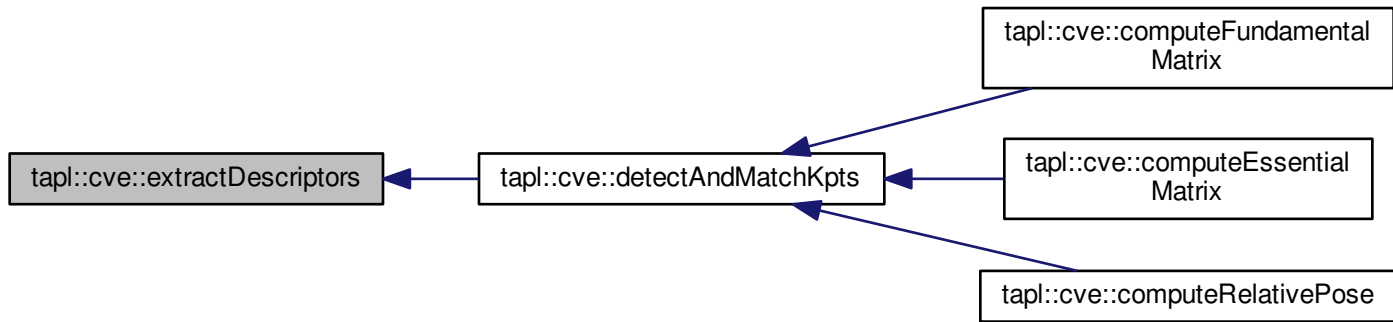 tapl::cve::extractDescriptors
tapl::cve::detectAndMatchKpts
tapl::cve::computeFundamental
Matrix
tapl::cve::computeEssential
Matrix
tapl::cve::computeRelativePose